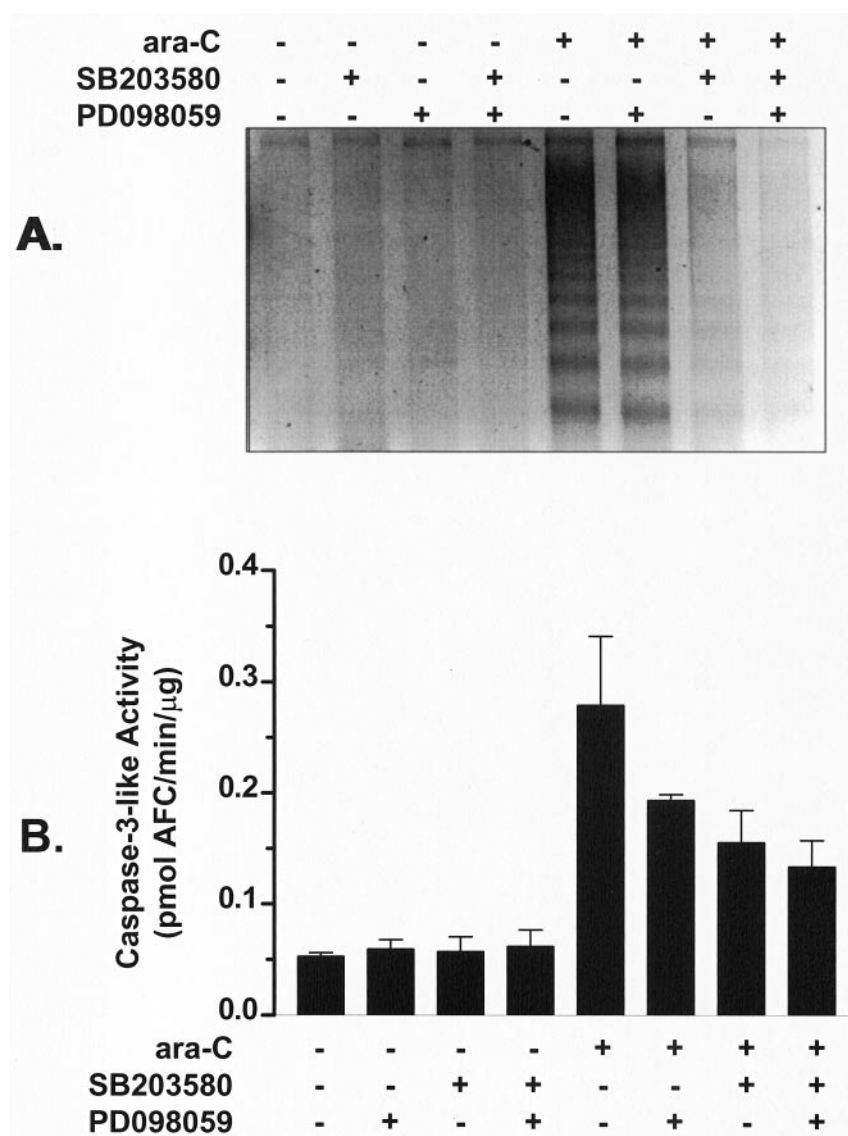 ara-C - - - - + + + +
SB203580 - + - + - - + +
PD098059 - - + + - + - +
A.
0.4
0.3
0.2
0.1
0.0
Caspase-3-like Activity
(pmol AFC/min/µg)
B.
ara-C - - - - + + + +
SB203580 - - + + - - + +
PD098059 - + - + - + - +